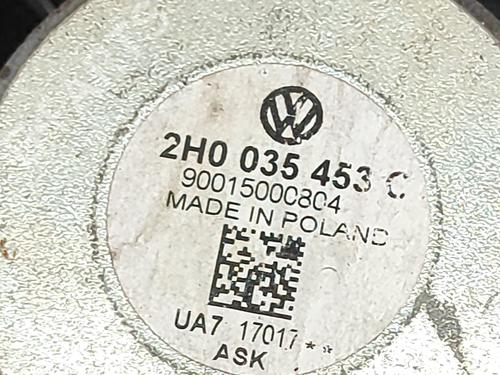 2H0 035 453 C
90015000804
MADE IN POLAND
UA7 17017**
ASK